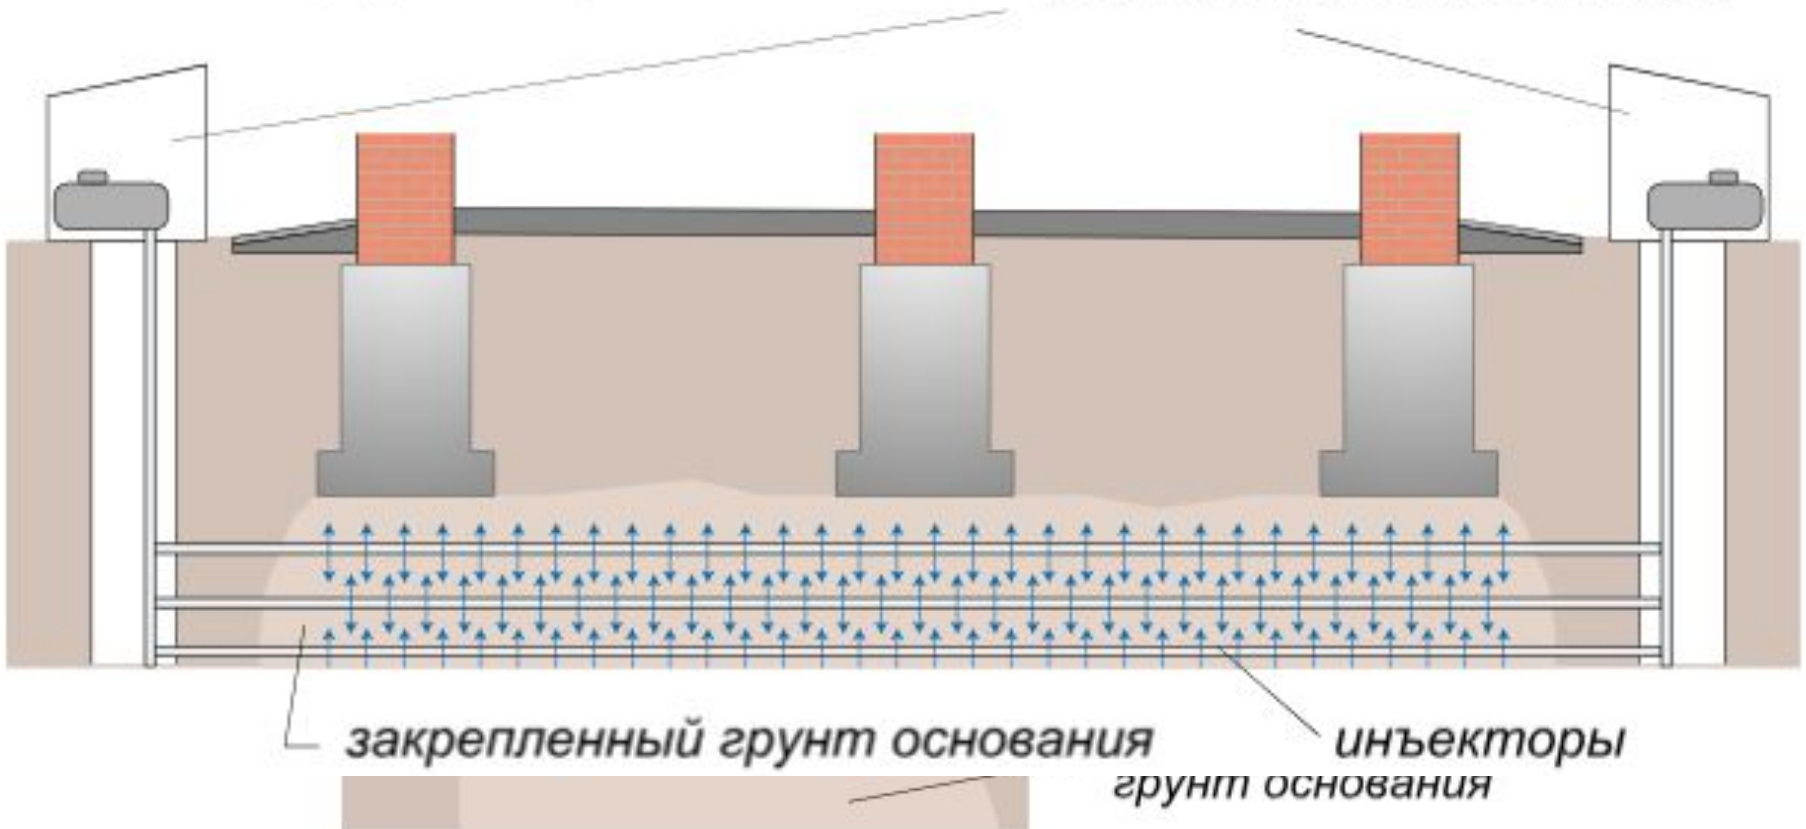 закрепленный грунт основания
инъекторы
грунт основания